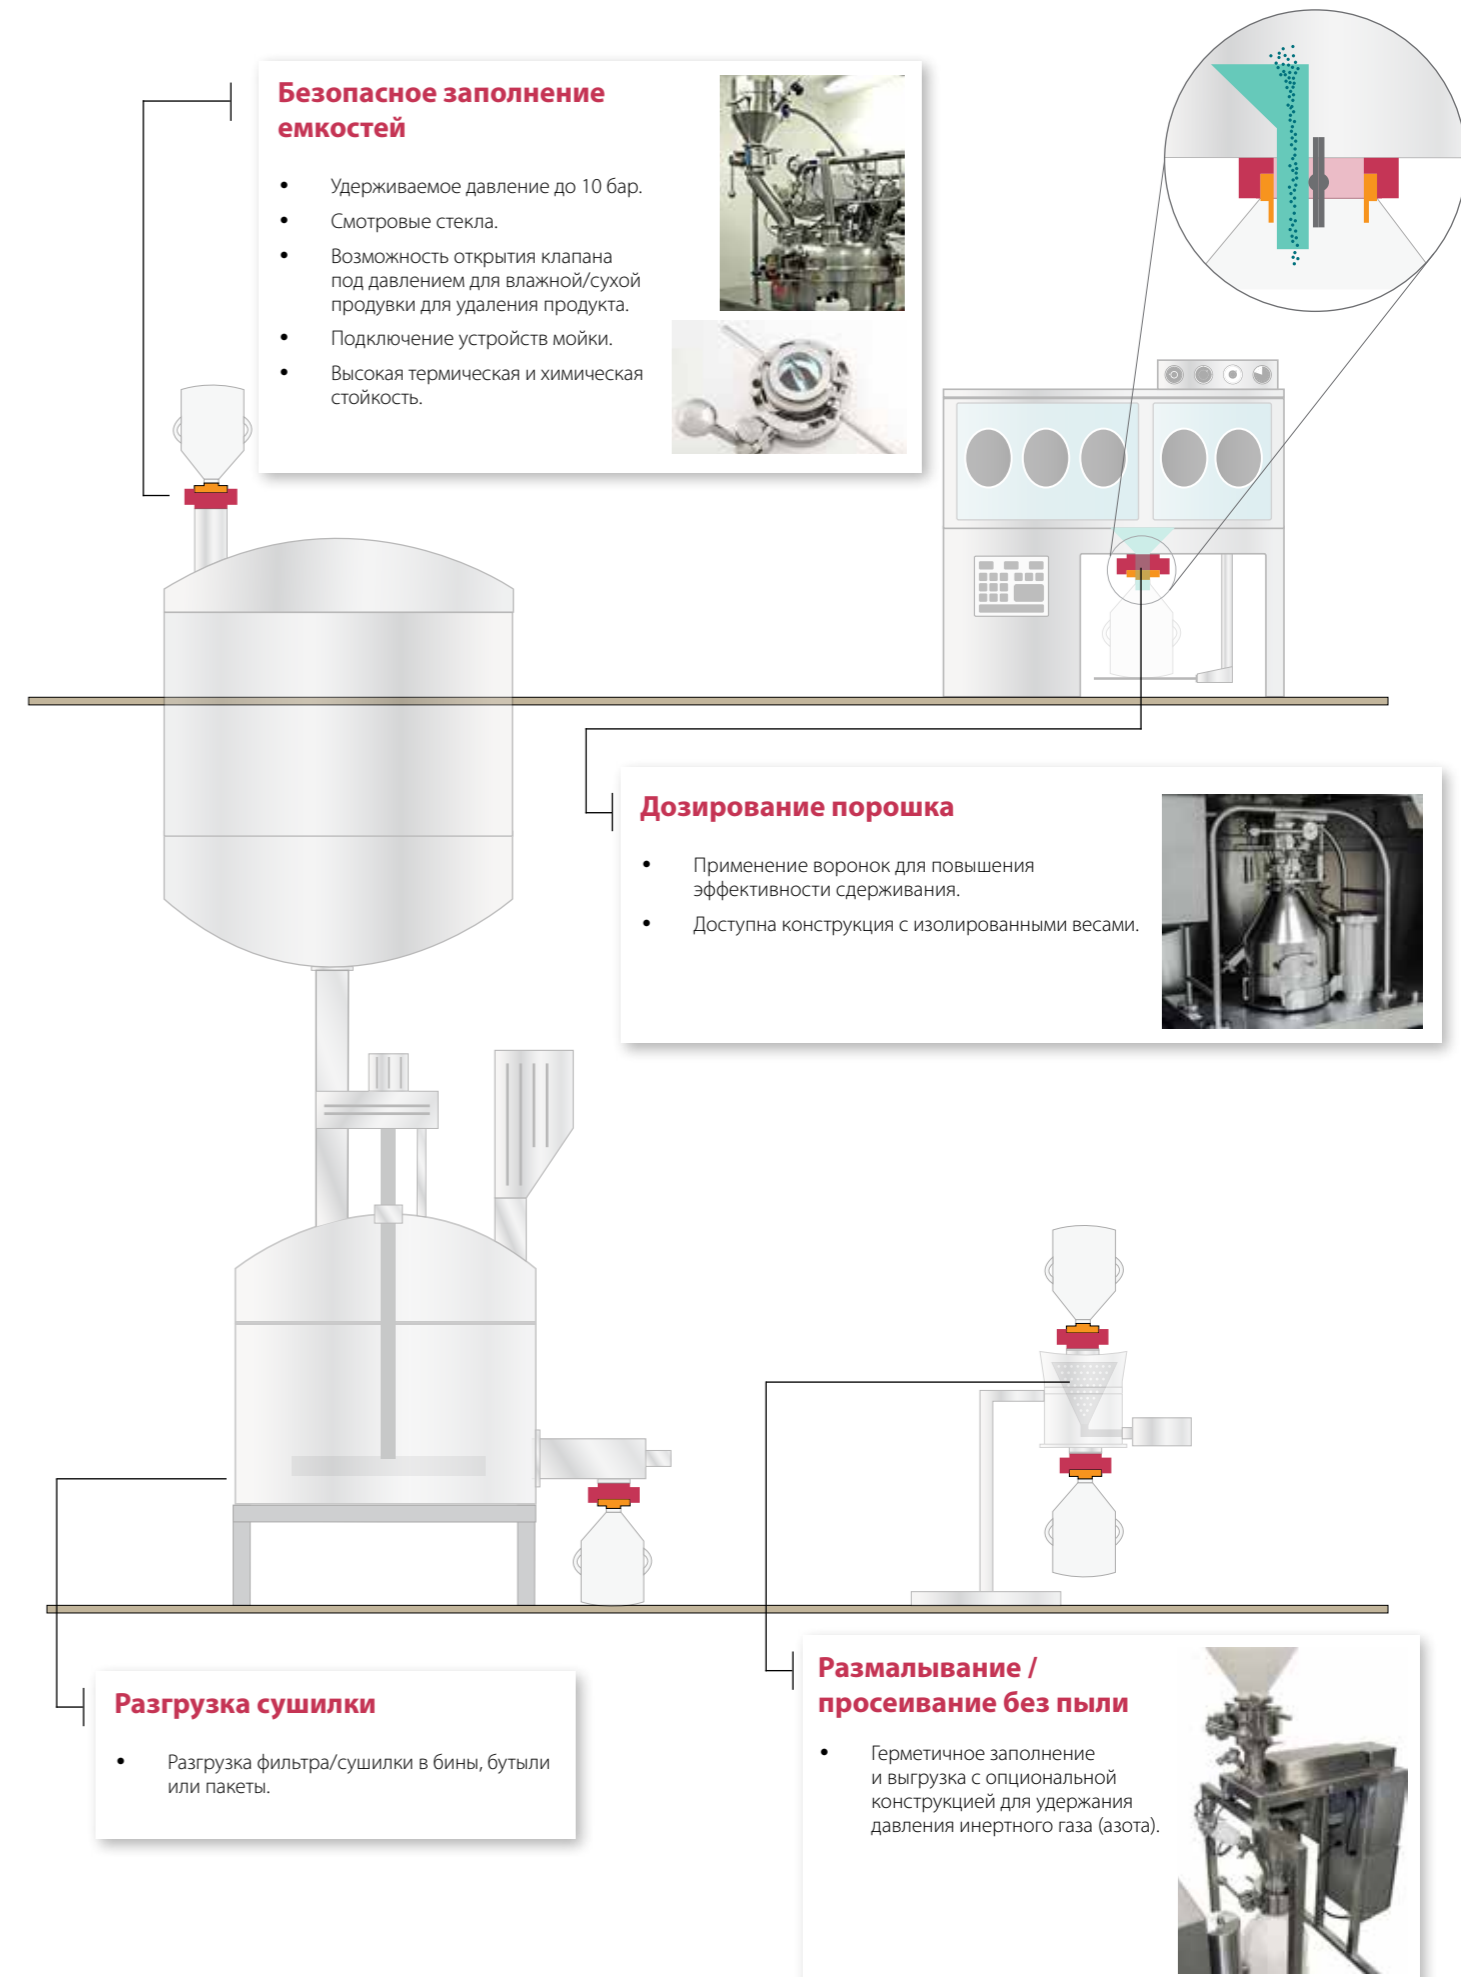 Безопасное заполнение
емкостей
• Удерживаемое давление до 10 бар.
• Смотровые стекла.
• Возможность открытия клапана
под давлением для влажной/сухой
продувки для удаления продукта.
• Подключение устройств мойки.
• Высокая термическая и химическая
стойкость.
Дозирование порошка
• Применение воронок для повышения
эффективности сдерживания.
• Доступна конструкция с изолированными весами.
Разгрузка сушилки
• Разгрузка фильтра/сушилки в бины, бутыли
или пакеты.
Размалывание /
просеивание без пыли
• Герметичное заполнение
и выгрузка с опциональной
конструкцией для удержания
давления инертного газа (азота).